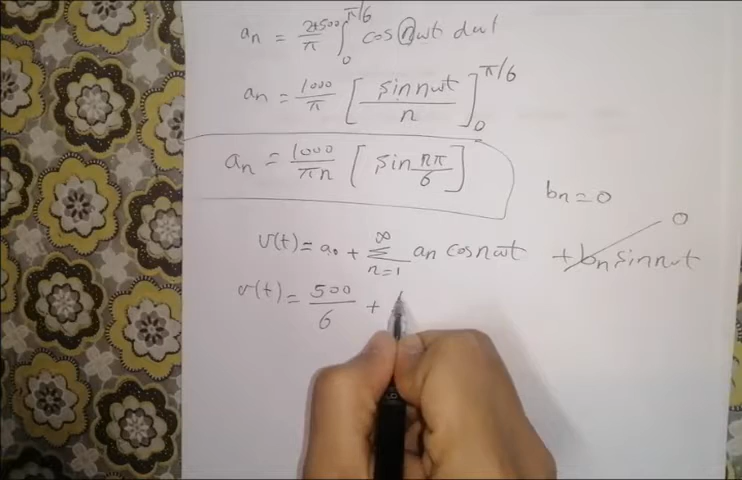 an = 2*500/π ∫₀^π/6 cos nωt dωt
an = 1000/π [sin nωt/n]₀^π/6
an = 1000/πn [sin nπ/6]
bn = 0
v(t) = a₀ + ∞Σn=1 an cos nωt + bn sin nωt 0
v(t) = 500/6 +